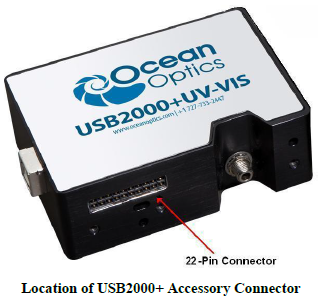 Ocean
Optics
USB2000+UV-VIS
www.oceanoptics.com | +1 727-733-2447
22-Pin Connector
Location of USB2000+ Accessory Connector